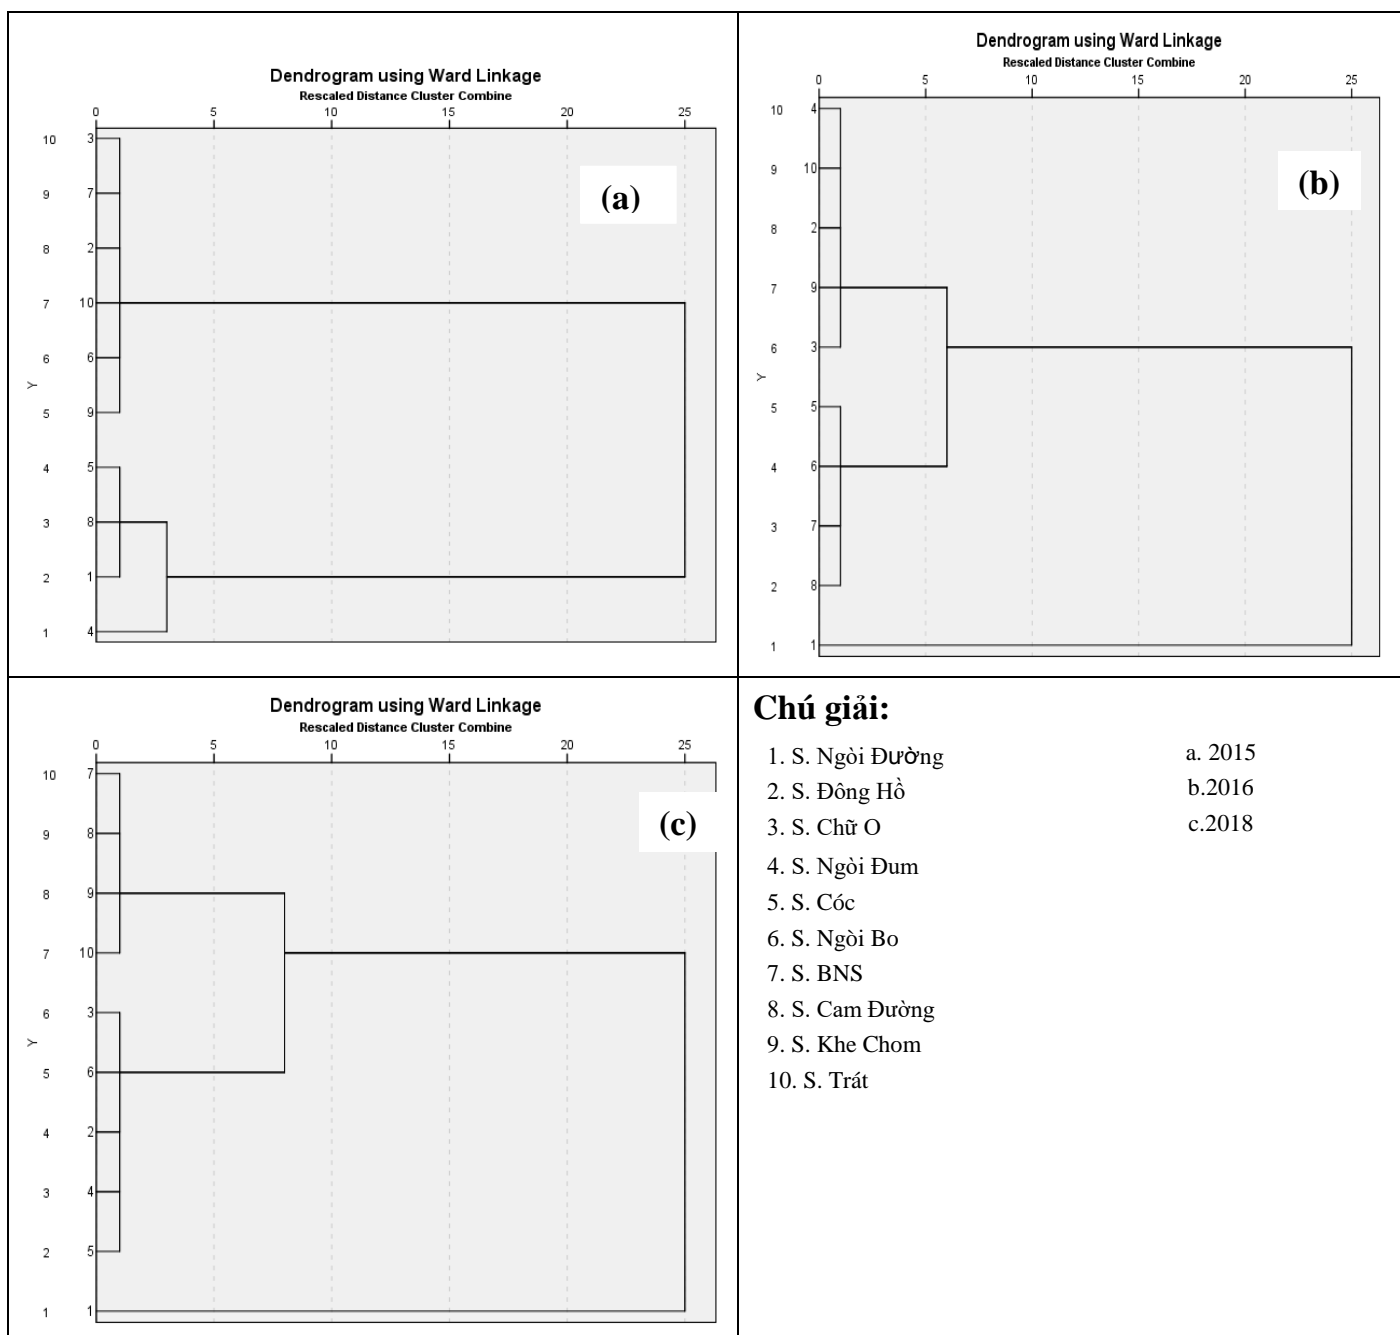 Dendrogram using Ward Linkage
Rescaled Distance Cluster Combine
0 5 10 15 20 25
10 3
9 7
8 2
7 10
6 6
Y
5 9
4 5
3 8
2 1
1 4
(a)
Dendrogram using Ward Linkage
Rescaled Distance Cluster Combine
0 5 10 15 20 25
10 4
9 10
8 2
7 9
6 3
Y
5 5
4 6
3 7
2 8
1 1
(b)
Dendrogram using Ward Linkage
Rescaled Distance Cluster Combine
0 5 10 15 20 25
10 7
9 8
8 9
7 10
6 3
Y
5 6
4 2
3 4
2 5
1 1
(c)
Chú giải:
1. S. Ngòi Đường
2. S. Đông Hồ
3. S. Chữ O
4. S. Ngòi Đum
5. S. Cóc
6. S. Ngòi Bo
7. S. BNS
8. S. Cam Đường
9. S. Khe Chom
10. S. Trát
a. 2015
b.2016
c.2018